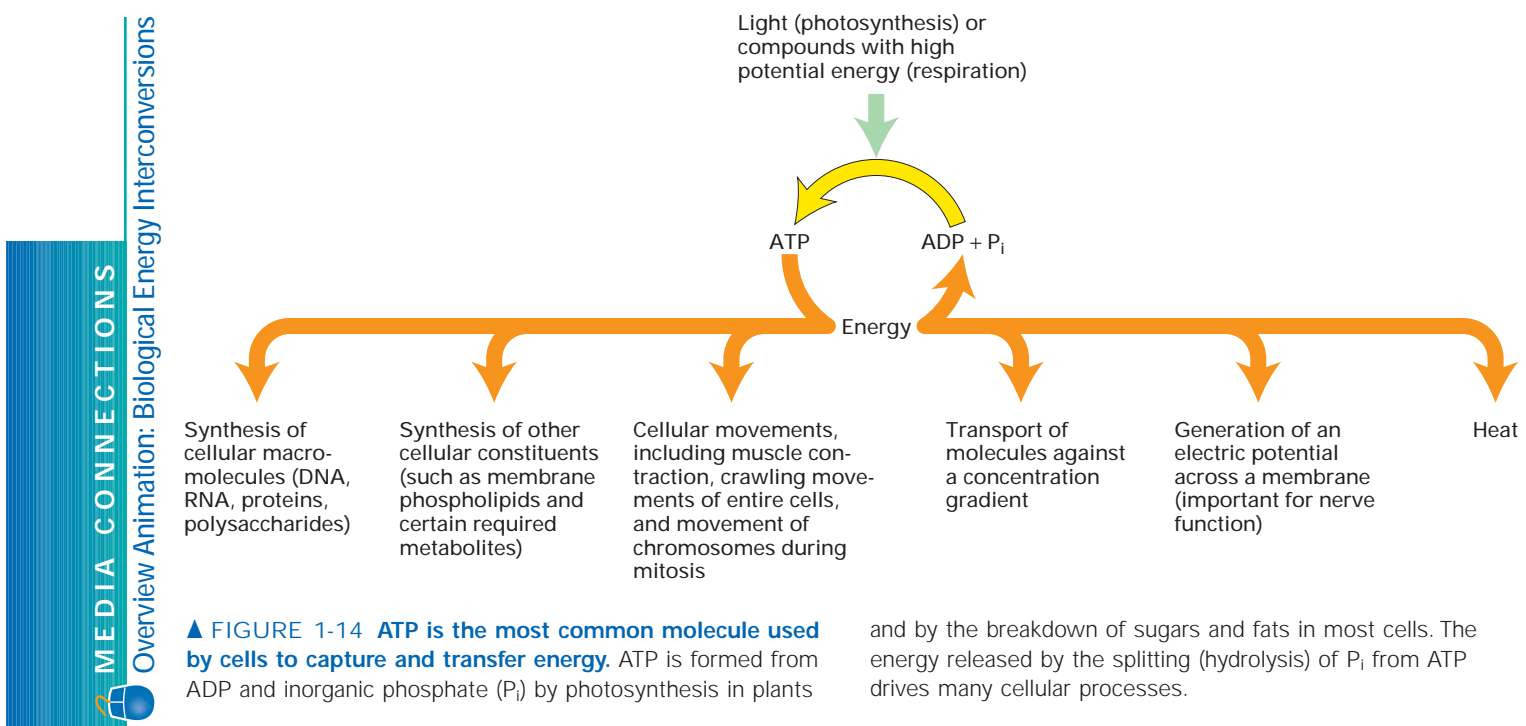 MEDIA CONNECTIONS
Overview Animation: Biological Energy Interconversions
Light (photosynthesis) or
compounds with high
potential energy (respiration)
ATP
ADP + Pi
Energy
Synthesis of
cellular macro-
molecules (DNA,
RNA, proteins,
polysaccharides)
Synthesis of other
cellular constituents
(such as membrane
phospholipids and
certain required
metabolites)
Cellular movements,
including muscle con-
traction, crawling move-
ments of entire cells,
and movement of
chromosomes during
mitosis
Transport of
molecules against
a concentration
gradient
Generation of an
electric potential
across a membrane
(important for nerve
function)
Heat
▲ FIGURE 1-14 ATP is the most common molecule used
by cells to capture and transfer energy. ATP is formed from
ADP and inorganic phosphate (Pi) by photosynthesis in plants
and by the breakdown of sugars and fats in most cells. The
energy released by the splitting (hydrolysis) of Pi from ATP
drives many cellular processes.